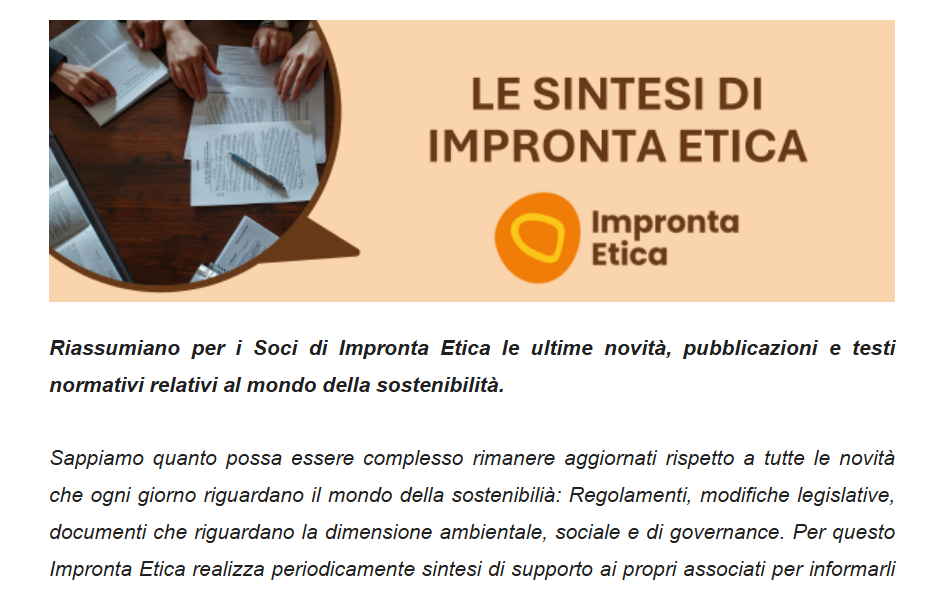 LE SINTESI DI
IMPRONTA ETICA
Impronta
Etica
Riassumiano per i Soci di Impronta Etica le ultime novità, pubblicazioni e testi
normativi relativi al mondo della sostenibilità.
Sappiamo quanto possa essere complesso rimanere aggiornati rispetto a tutte le novità
che ogni giorno riguardano il mondo della sostenibilià: Regolamenti, modifiche legislative,
documenti che riguardano la dimensione ambientale, sociale e di governance. Per questo
Impronta Etica realizza periodicamente sintesi di supporto ai propri associati per informarli